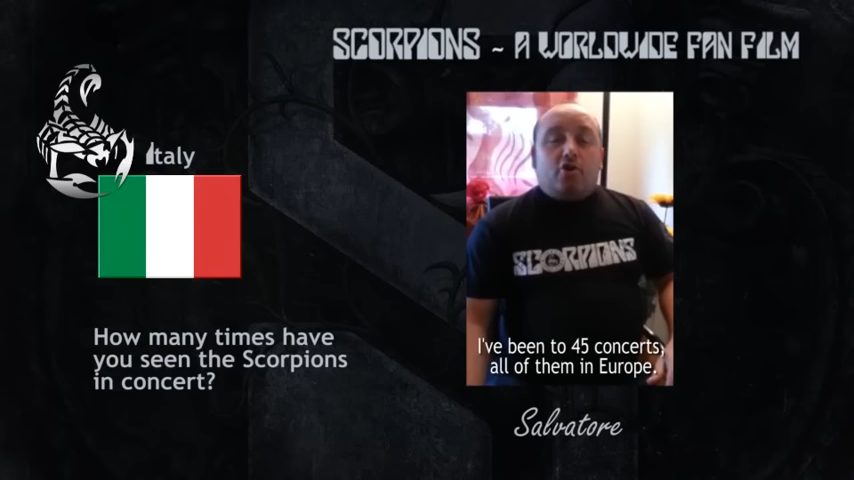 SCORPIONS ~ A WORLDWIDE FAN FILM
Italy
How many times have
you seen the Scorpions
in concert?
SCORPIONS
I've been to 45 concerts,
all of them in Europe.
Salvatore